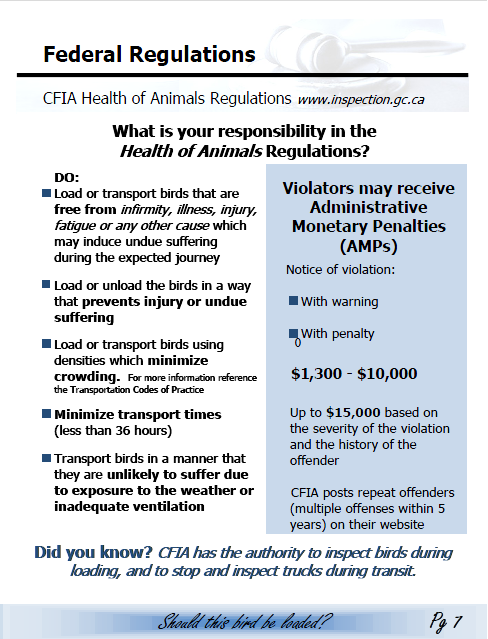 Federal Regulations
CFIA Health of Animals Regulations www.inspection.gc.ca
What is your responsibility in the
Health of Animals Regulations?
DO:
Load or transport birds that are
free from infirmity, illness, injury,
fatigue or any other cause which
may induce undue suffering
during the expected journey
Load or unload the birds in a way
that prevents injury or undue
suffering
Load or transport birds using
densities which minimize
crowding. For more information reference
the Transportation Codes of Practice
Minimize transport times
(less than 36 hours)
Transport birds in a manner that
they are unlikely to suffer due
to exposure to the weather or
inadequate ventilation
Violators may receive
Administrative
Monetary Penalties
(AMPs)
Notice of violation:
With warning
With penalty
0
$1,300 - $10,000
Up to $15,000 based on
the severity of the violation
and the history of the
offender
CFIA posts repeat offenders
(multiple offenses within 5
years) on their website
Did you know? CFIA has the authority to inspect birds during
loading, and to stop and inspect trucks during transit.
Should this bird be loaded?
Pg 7